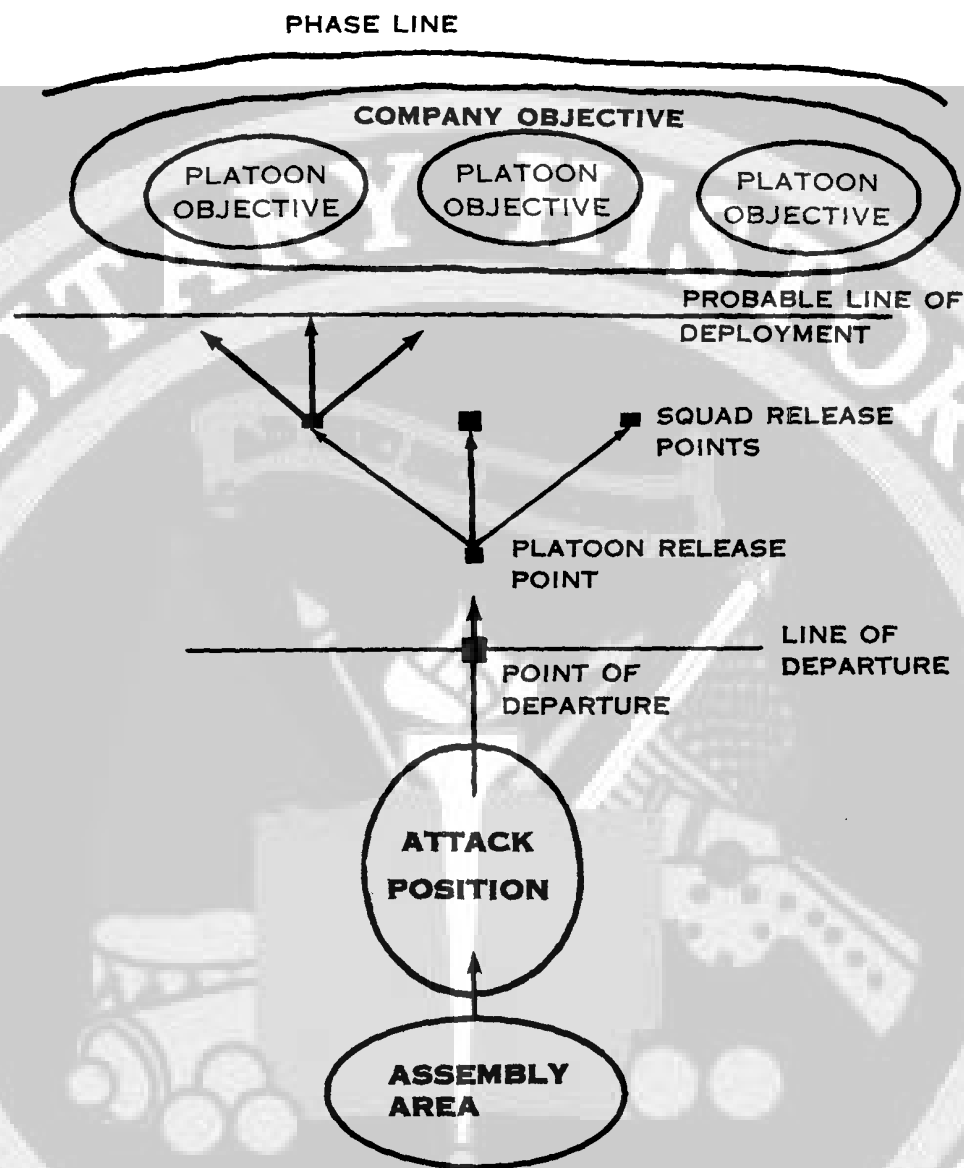 PHASE LINE
COMPANY OBJECTIVE
PLATOON
OBJECTIVE
PLATOON
OBJECTIVE
PLATOON
OBJECTIVE
PROBABLE LINE OF
DEPLOYMENT
SQUAD RELEASE
POINTS
PLATOON RELEASE
POINT
LINE OF
DEPARTURE
POINT OF
DEPARTURE
ATTACK
POSITION
ASSEMBLY
AREA